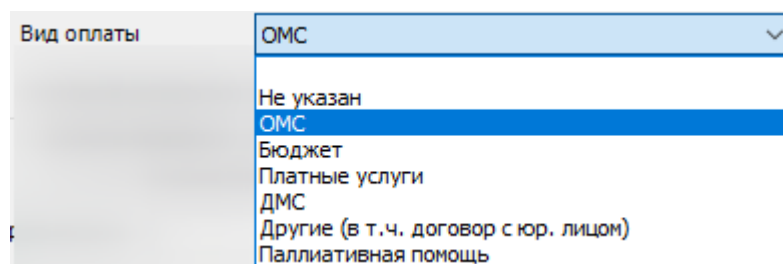 Вид оплаты ОМС
Не указан
ОМС
Бюджет
Платные услуги
ДМС
Другие (в т.ч. договор с юр. лицом)
Паллиативная помощь